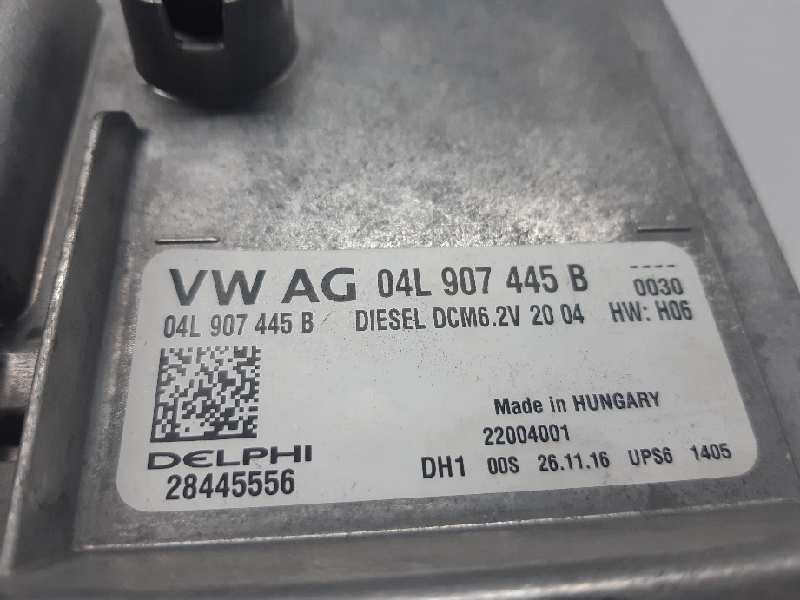 VW AG 04L 907 445 B ---- 0030
04L 907 445 B DIESEL DCM6.2V 20 04 HW: H06
Made in HUNGARY
22004001
DELPHI
28445556
DH1 00S 26.11.16 UPS6 1405